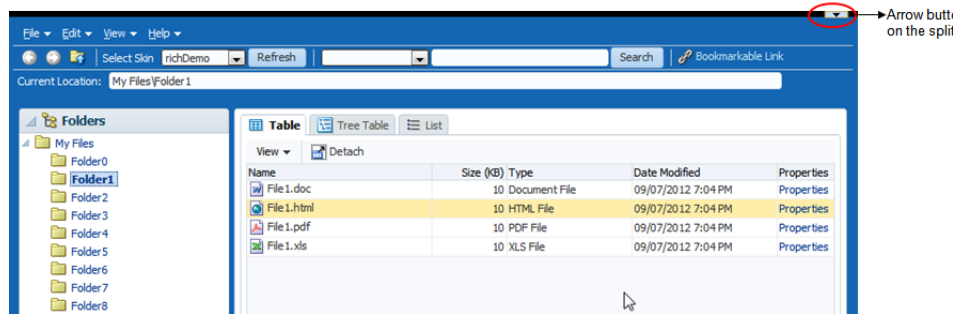 Arrow
on the
File Edit View Help
Select Skin richDemo Refresh Search Bookmarkable Link
Current Location: My Files\Folder1
Folders
My Files
Folder0
Folder1
Folder2
Folder3
Folder4
Folder5
Folder6
Folder7
Folder8
Table Tree Table List
View Detach
Name Size (KB) Type Date Modified Properties
File1.doc 10 Document File 09/07/2012 7:04 PM Properties
File1.html 10 HTML File 09/07/2012 7:04 PM Properties
File1.pdf 10 PDF File 09/07/2012 7:04 PM Properties
File1.xls 10 XLS File 09/07/2012 7:04 PM Properties